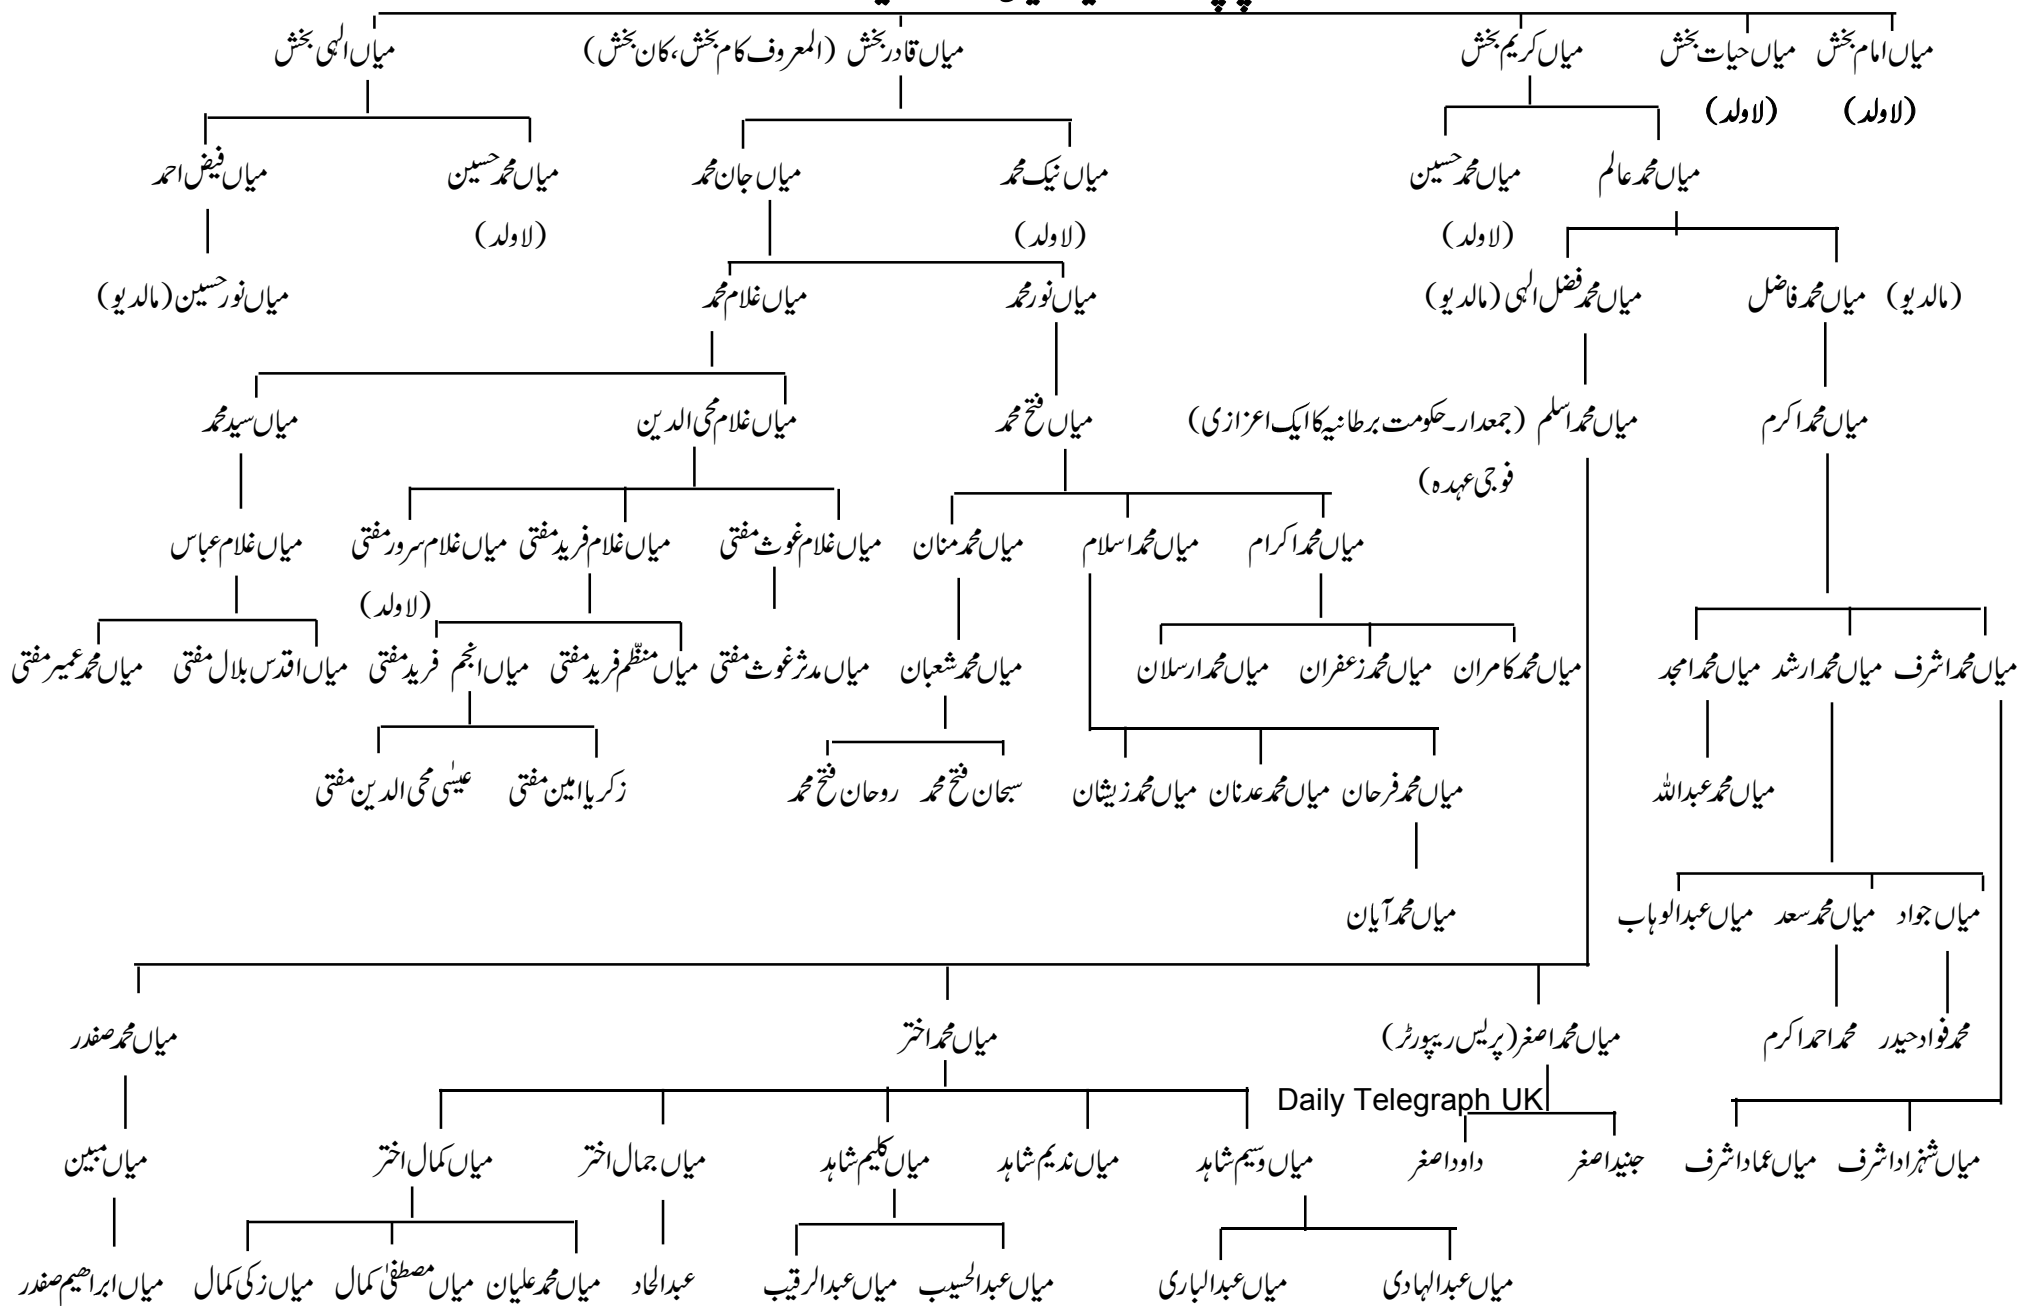 میاں امام بخش میاں حیات بخش میاں کریم بخش میاں قادر بخش (المعروف کام بخش، کان بخش) میاں الہی بخش
(لاولد) (لاولد)
میاں محمد عالم میاں محمد حسین میاں نیک محمد میاں جان محمد میاں محمد حسین میاں فیض احمد
(لاولد) (لاولد) (لاولد)
(مالدیو) میاں محمد فاضل میاں محمد فضل الہی (مالدیو) میاں نور محمد میاں غلام محمد میاں نور حسین (مالدیو)
میاں محمد اکرم میاں محمد اسلم (جمعدار۔ حکومت برطانیہ کا ایک اعزازی میاں فتح محمد میاں غلام محی الدین میاں سید محمد
فوجی عہدہ)
میاں محمد اکرام میاں محمد اسلام میاں محمد منان میاں غلام غوث مفتی میاں غلام فرید مفتی میاں غلام سرور مفتی میاں غلام عباس
(لاولد)
میاں محمد اشرف میاں محمد ارشد میاں محمد امجد میاں محمد کامران میاں محمد زعفران میاں محمد ارسلان میاں محمد شعبان میاں مدثر غوث مفتی میاں منظّم فرید مفتی میاں انجم فرید مفتی میاں اقدس بلال مفتی میاں محمد عمیر مفتی
میاں محمد عبداللہ میاں محمد فرحان میاں محمد عدنان میاں محمد زیشان سبحان فتح محمد روحان فتح محمد زکریا امین مفتی عیسٰی محی الدین مفتی
میاں جواد میاں محمد سعد میاں عبدالوہاب میاں محمد آیان
محمد فواد حیدر محمد احمد اکرم میاں محمد اصغر (پریس ریپورٹر) میاں محمد اختر میاں محمد صفدر
Daily Telegraph UK
میاں شہزاد اشرف میاں عماد اشرف جنید اصغر داود اصغر میاں وسیم شاہد میاں ندیم شاہد میاں کلیم شاہد میاں جمال اختر میاں کمال اختر میاں مبین
میاں عبدالہادی میاں عبدالباری میاں عبدالحسیب میاں عبدالرقیب عبدالحاد میاں محمد علیان میاں مصطفیٰ کمال میاں زکی کمال میاں ابراھیم صفدر